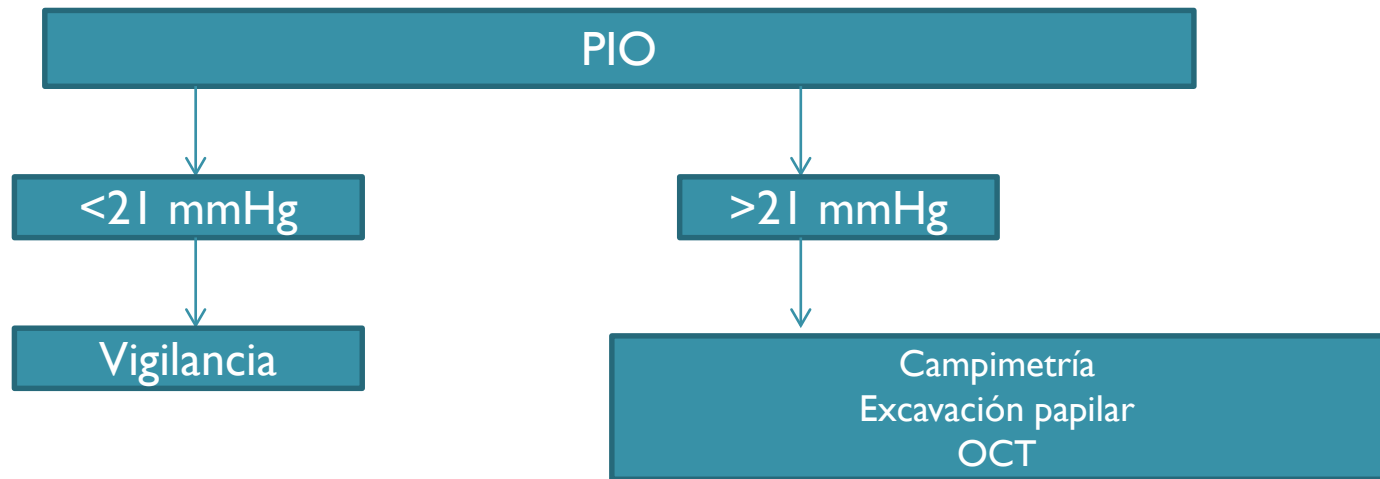 PIO
<21 mmHg
>21 mmHg
Vigilancia
Campimetría
Excavación papilar
OCT